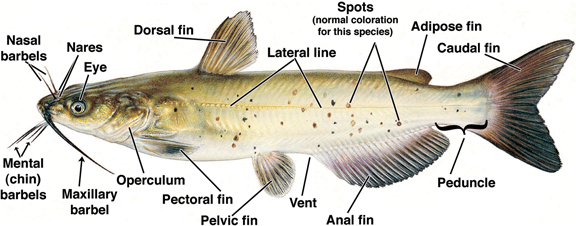 Spots
(normal coloration
for this species)
Dorsal fin
Adipose fin
Caudal fin
Nasal
barbels
Nares
Eye
Lateral line
Mental
(chin)
barbels
Maxillary
barbel
Operculum
Pectoral fin
Pelvic fin
Vent
Anal fin
Peduncle